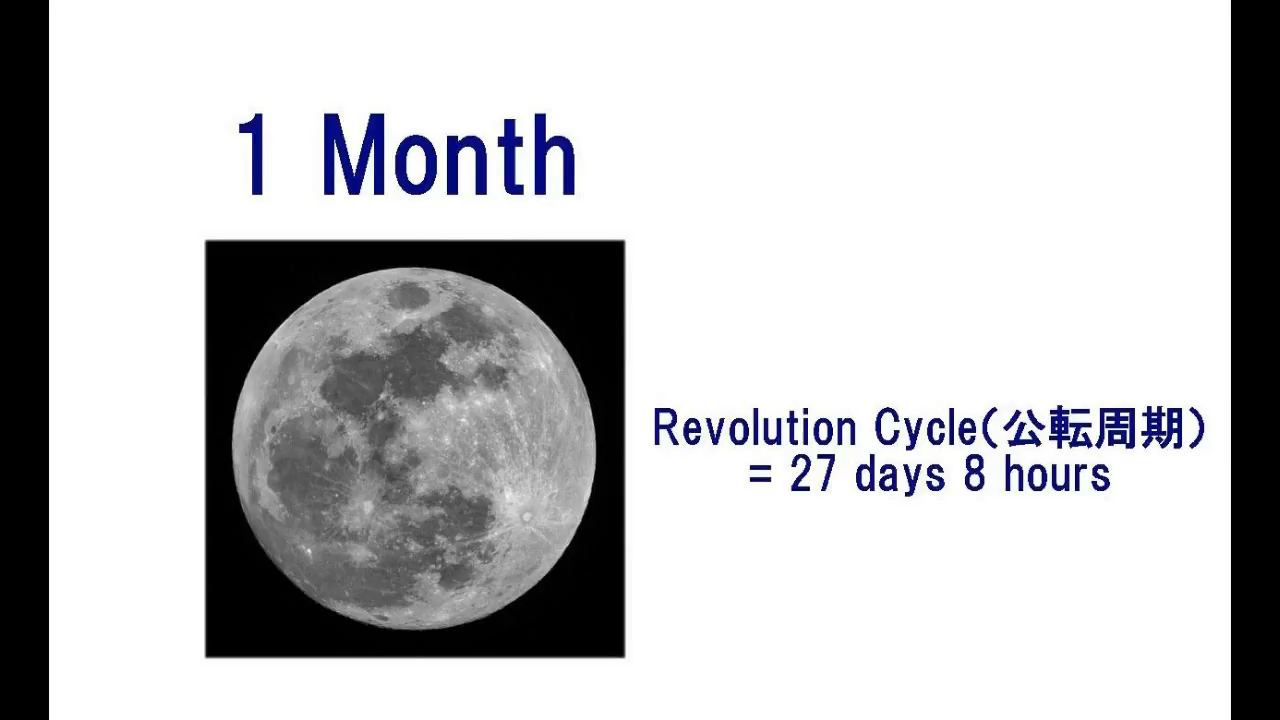 1 Month
Revolution Cycle(公転周期)
= 27 days 8 hours